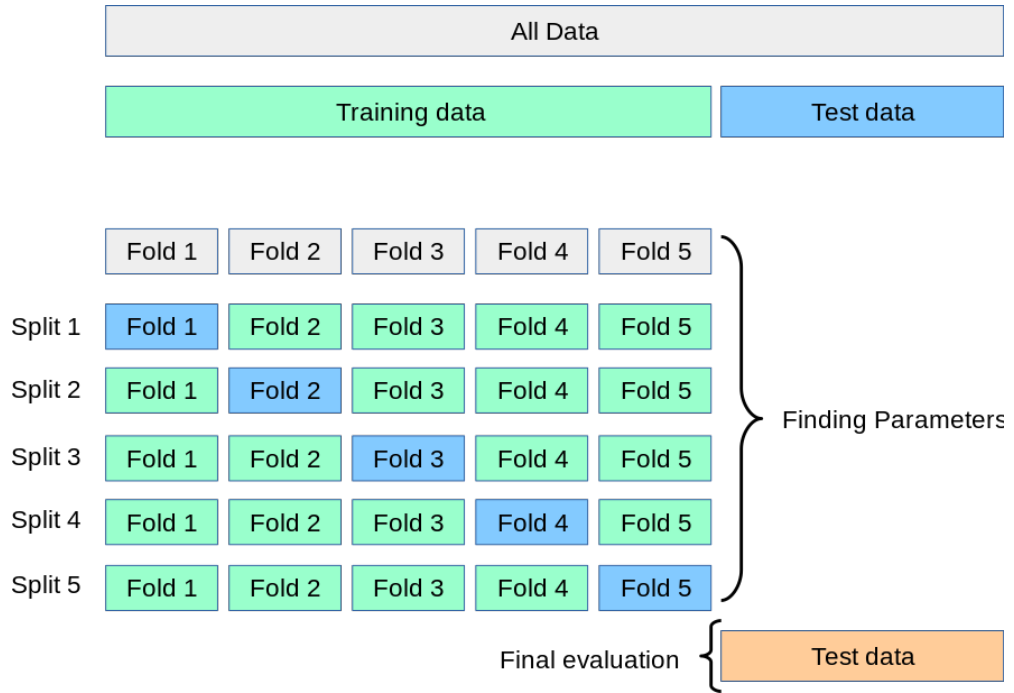 All Data
Training data Test data
Fold 1 Fold 2 Fold 3 Fold 4 Fold 5
Split 1 Fold 1 Fold 2 Fold 3 Fold 4 Fold 5
Split 2 Fold 1 Fold 2 Fold 3 Fold 4 Fold 5
Finding Parameters
Split 3 Fold 1 Fold 2 Fold 3 Fold 4 Fold 5
Split 4 Fold 1 Fold 2 Fold 3 Fold 4 Fold 5
Split 5 Fold 1 Fold 2 Fold 3 Fold 4 Fold 5
Final evaluation Test data